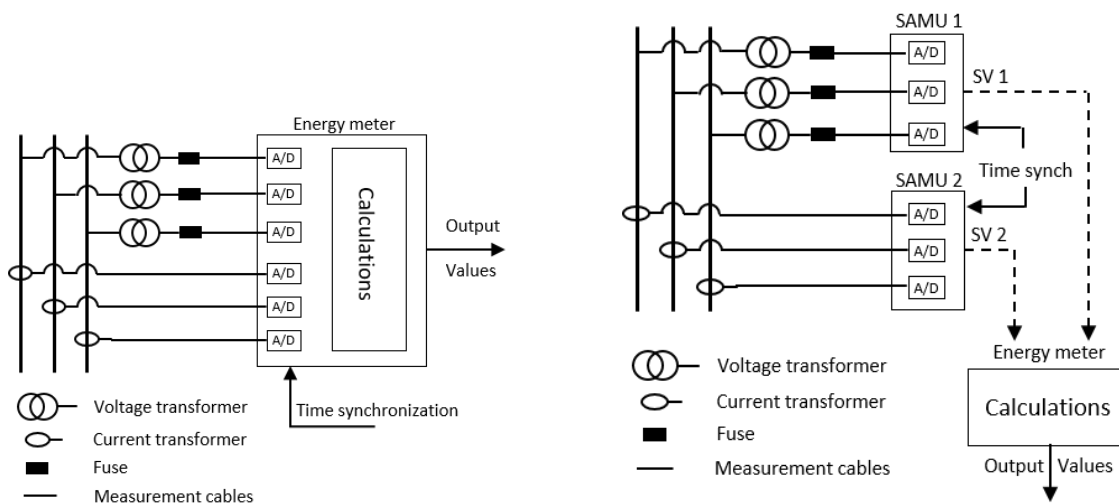 Energy meter
A/D
A/D
A/D
A/D
A/D
A/D
Calculations
Output
Values
Time synchronization
Voltage transformer
Current transformer
Fuse
Measurement cables
SAMU 1
A/D
A/D
A/D
SV 1
Time synch
SAMU 2
A/D
A/D
A/D
SV 2
Energy meter
Calculations
Output Values
Voltage transformer
Current transformer
Fuse
Measurement cables